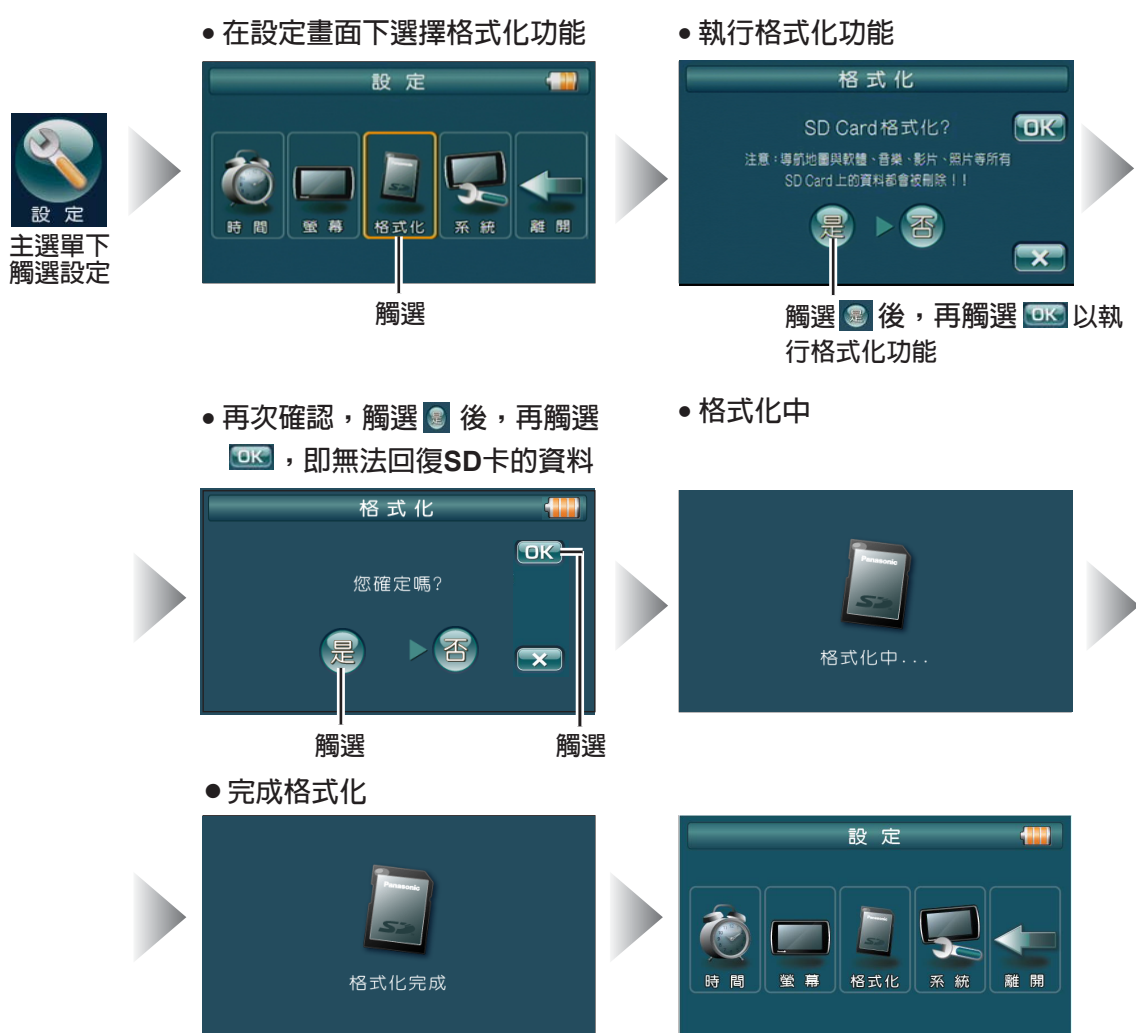 設 定
主選單下
觸選設定
• 在設定畫面下選擇格式化功能
設 定
時 間
螢 幕
格式化
系 統
離 開
觸選
• 執行格式化功能
格 式 化
SD Card 格式化?
OK
注意：導航地圖與軟體、音樂、影片、照片等所有
SD Card 上的資料都會被刪除！！
是 否
觸選 是 後，再觸選 OK 以執
行格式化功能
• 再次確認，觸選 是 後，再觸選
OK ，即無法回復SD卡的資料
格 式 化
OK
您確定嗎?
是 否
觸選
觸選
• 格式化中
Panasonic
SD
格式化中...
• 完成格式化
Panasonic
SD
格式化完成
設 定
時 間
螢 幕
格式化
系 統
離 開